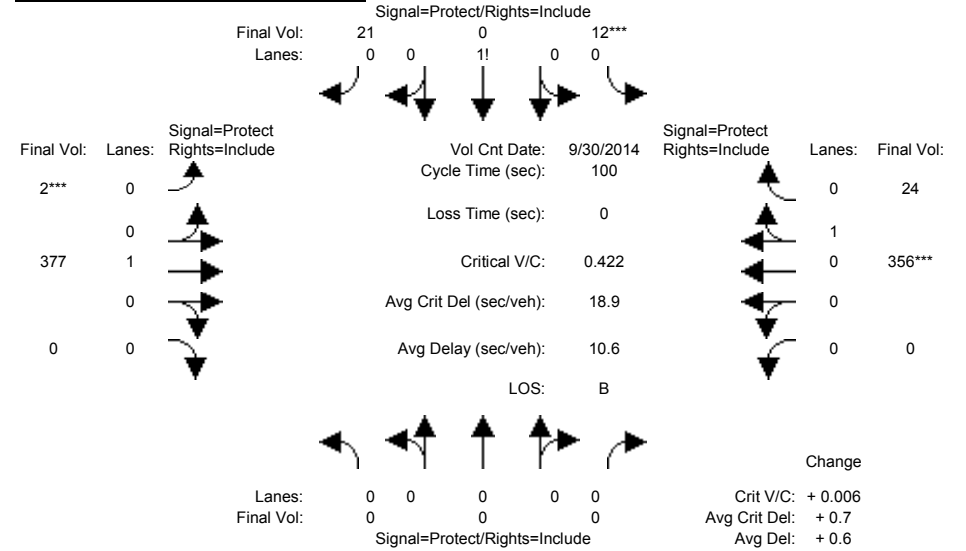 Signal=Protect/Rights=Include
Final Vol: 21 0 12***
Lanes: 0 0 1! 0 0
Signal=Protect Signal=Protect
Final Vol: Lanes: Rights=Include Vol Cnt Date: 9/30/2014 Rights=Include Lanes: Final Vol:
Cycle Time (sec): 100
2*** 0 0 24
Loss Time (sec): 0
0 1
377 1 Critical V/C: 0.422 0 356***
0 Avg Crit Del (sec/veh): 18.9 0
0 0 Avg Delay (sec/veh): 10.6 0 0
LOS: B
Change
Lanes: 0 0 0 0 0 Crit V/C: + 0.006
Final Vol: 0 0 0 Avg Crit Del: + 0.7
Signal=Protect/Rights=Include Avg Del: + 0.6